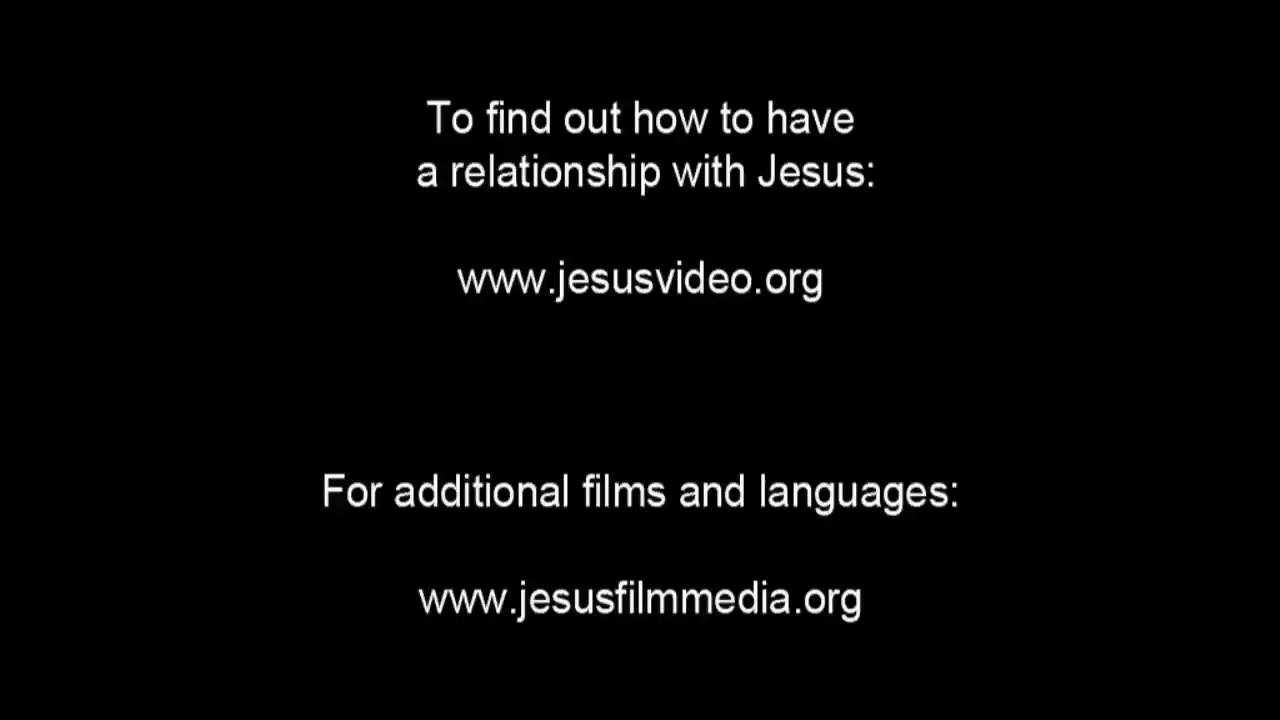 To find out how to have
a relationship with Jesus:
www.jesusvideo.org
For additional films and languages:
www.jesusfilmmedia.org